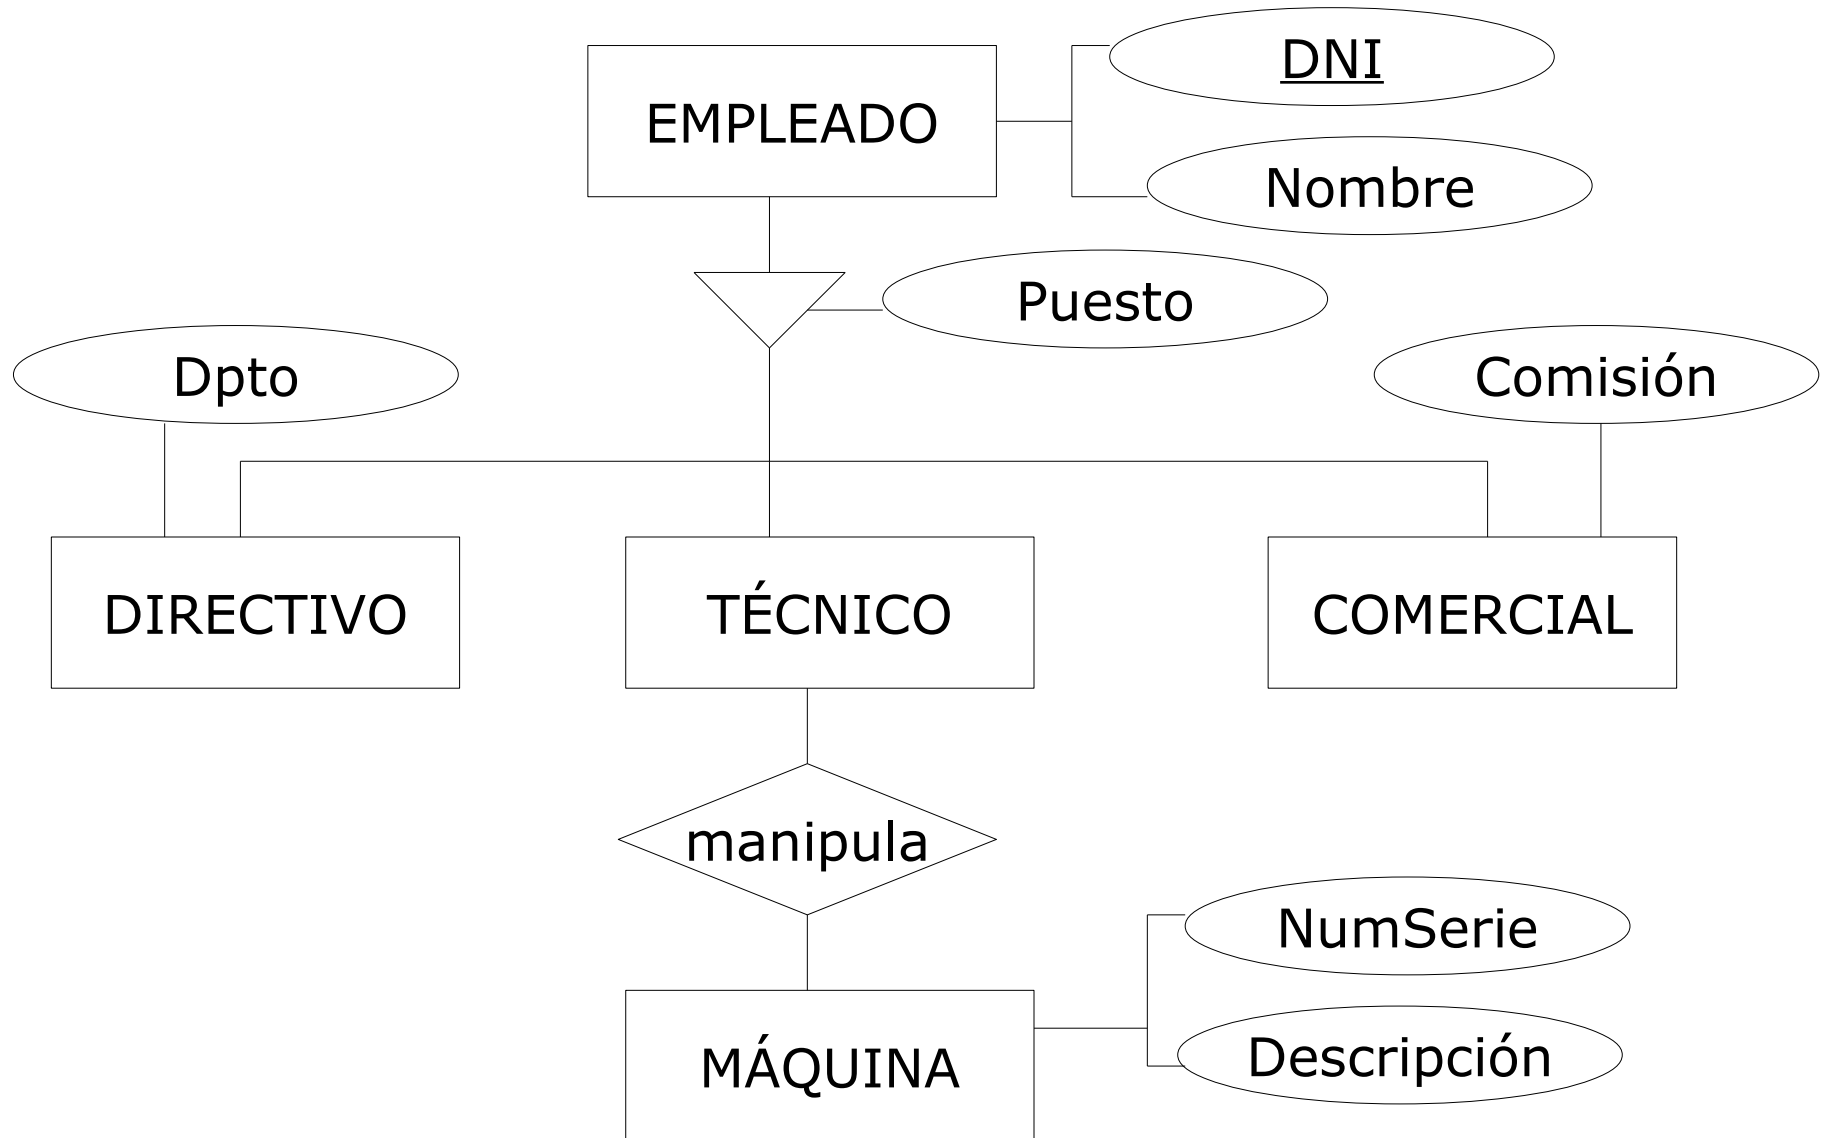 DNI
EMPLEADO
Nombre
Puesto
Dpto
Comisión
DIRECTIVO
TÉCNICO
COMERCIAL
manipula
NumSerie
Descripción
MÁQUINA